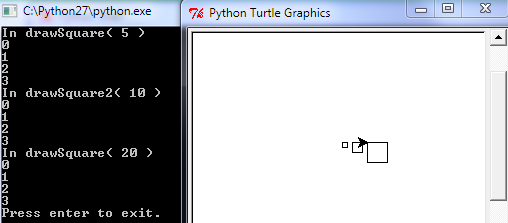 C:\Python27\python.exe
In drawSquare( 5 )
0
1
2
3
In drawSquare2( 10 )
0
1
2
3
In drawSquare( 20 )
0
1
2
3
Press enter to exit.
Python Turtle Graphics